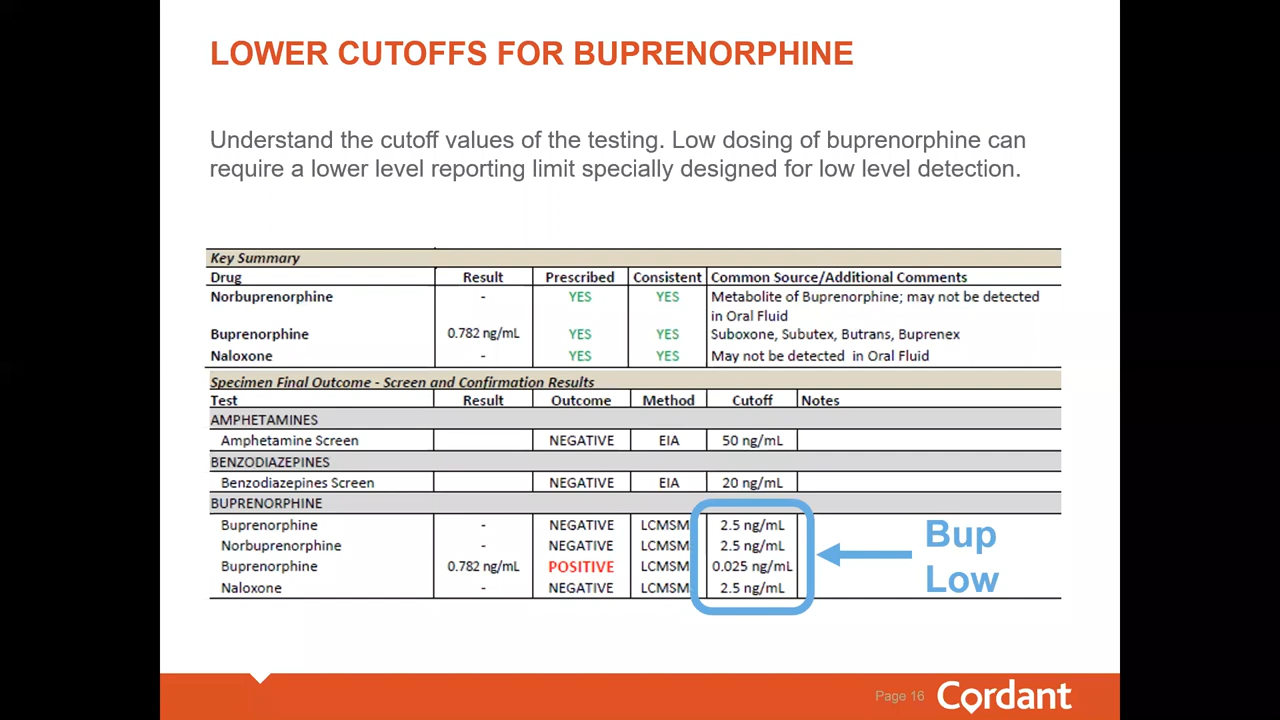 LOWER CUTOFFS FOR BUPRENORPHINE
Understand the cutoff values of the testing. Low dosing of buprenorphine can
require a lower level reporting limit specially designed for low level detection.
Key Summary
Drug Result Prescribed Consistent Common Source/Additional Comments
Norbuprenorphine - YES YES Metabolite of Buprenorphine; may not be detected
in Oral Fluid
Buprenorphine 0.782 ng/mL YES YES Suboxone, Subutex, Butrans, Buprenex
Naloxone - YES YES May not be detected in Oral Fluid
Specimen Final Outcome - Screen and Confirmation Results
Test Result Outcome Method Cutoff Notes
AMPHETAMINES
Amphetamine Screen NEGATIVE EIA 50 ng/mL
BENZODIAZEPINES
Benzodiazepines Screen NEGATIVE EIA 20 ng/mL
BUPRENORPHINE
Buprenorphine - NEGATIVE LCMSM 2.5 ng/mL
Norbuprenorphine - NEGATIVE LCMSM 2.5 ng/mL
Buprenorphine 0.782 ng/mL POSITIVE LCMSM 0.025 ng/mL
Naloxone - NEGATIVE LCMSM 2.5 ng/mL
Bup
Low
Page 16
Cordant